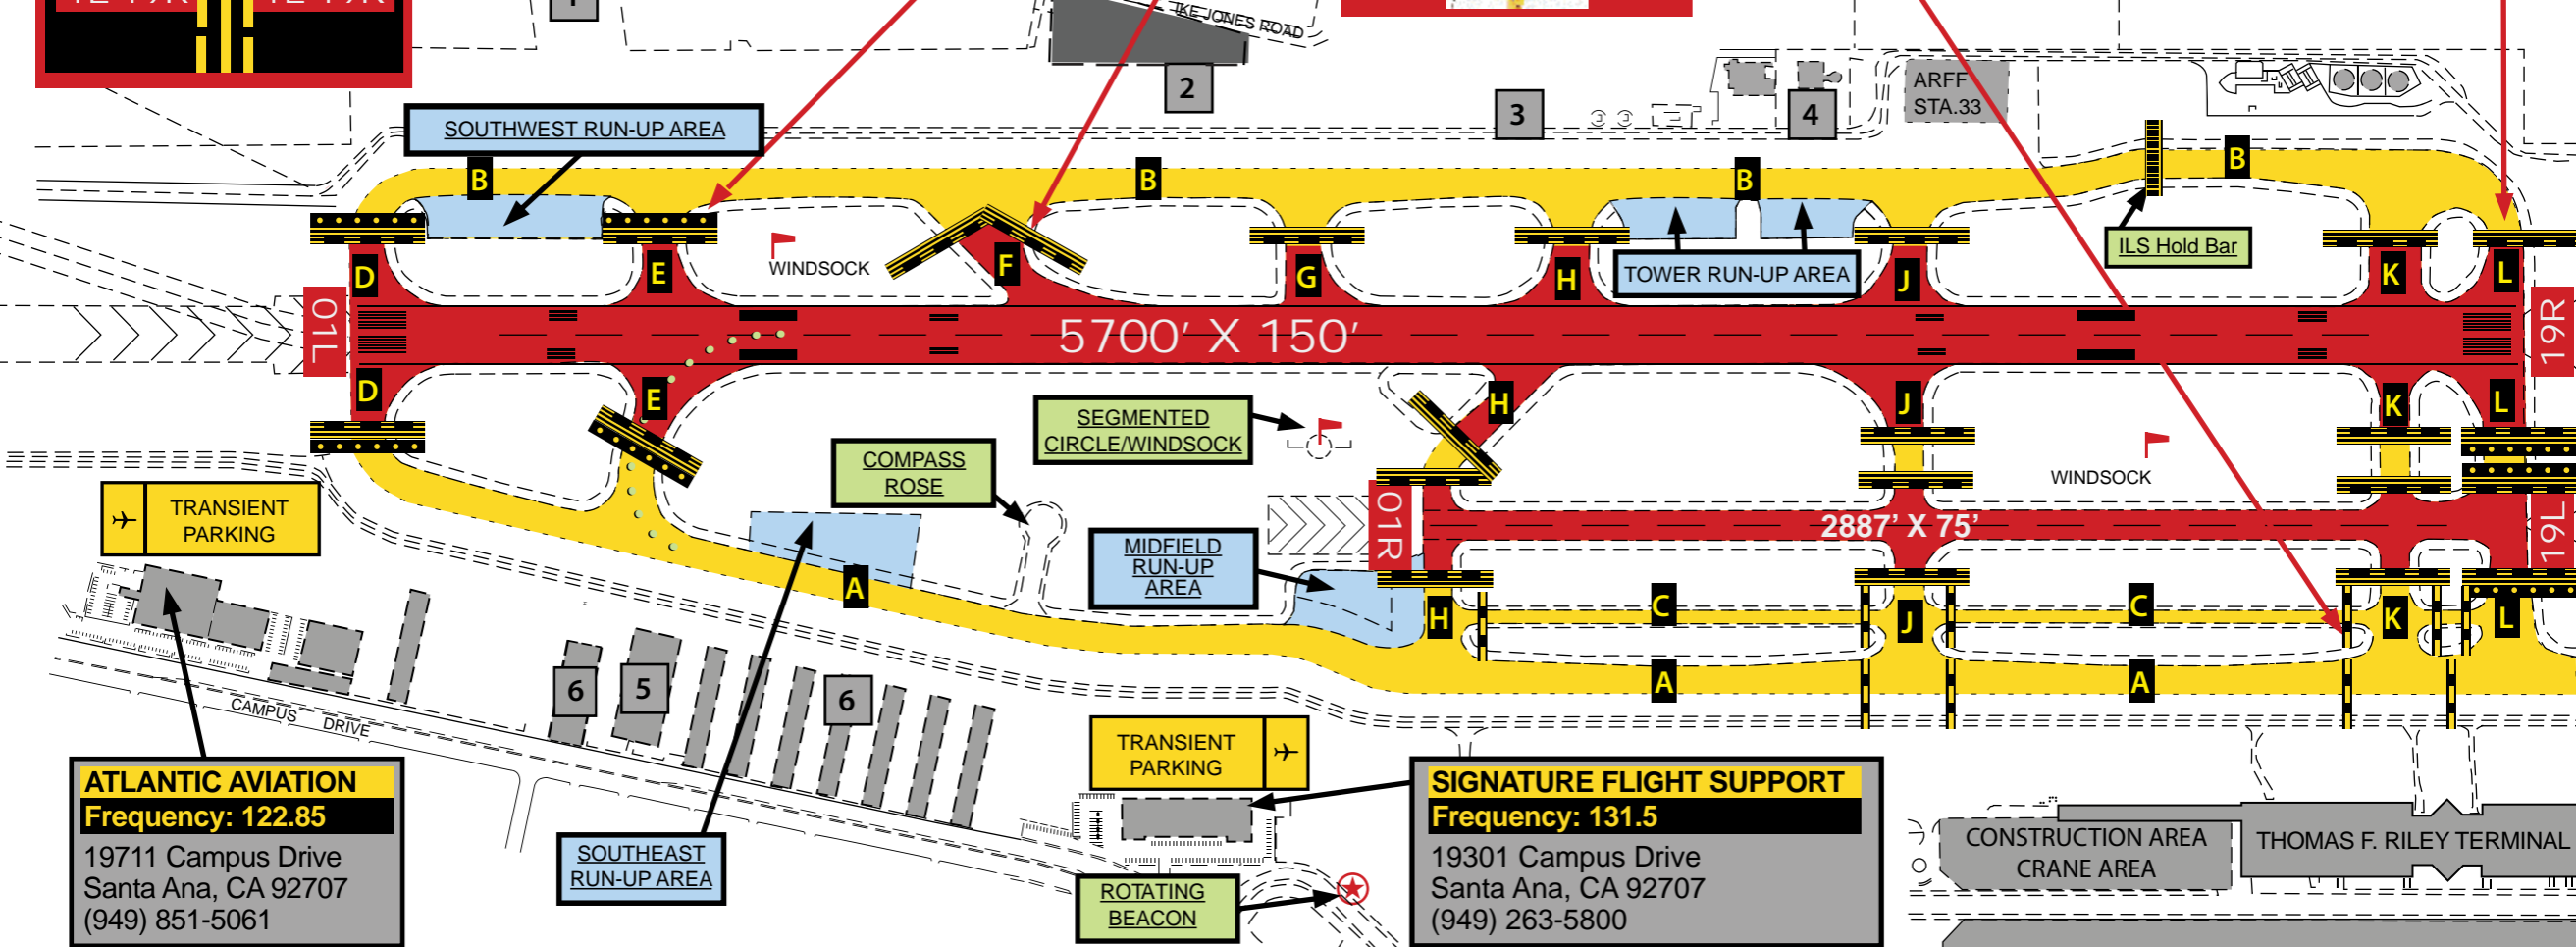 IKE JONES ROAD
1
2
3
4
ARFF
STA.33
SOUTHWEST RUN-UP AREA
B
B
B
B
ILS Hold Bar
WINDSOCK
TOWER RUN-UP AREA
D
E
F
G
H
J
K
L
01L
5700' X 150'
19R
D
E
H
J
K
L
SEGMENTED
CIRCLE/WINDSOCK
COMPASS
ROSE
WINDSOCK
TRANSIENT
PARKING
01R
2887' X 75'
19L
MIDFIELD
RUN-UP
AREA
A
H
C
J
C
K
L
A
A
6
5
6
CAMPUS DRIVE
TRANSIENT
PARKING
ATLANTIC AVIATION
Frequency: 122.85
19711 Campus Drive
Santa Ana, CA 92707
(949) 851-5061
SOUTHEAST
RUN-UP AREA
ROTATING
BEACON
SIGNATURE FLIGHT SUPPORT
Frequency: 131.5
19301 Campus Drive
Santa Ana, CA 92707
(949) 263-5800
CONSTRUCTION AREA
CRANE AREA
THOMAS F. RILEY TERMINAL